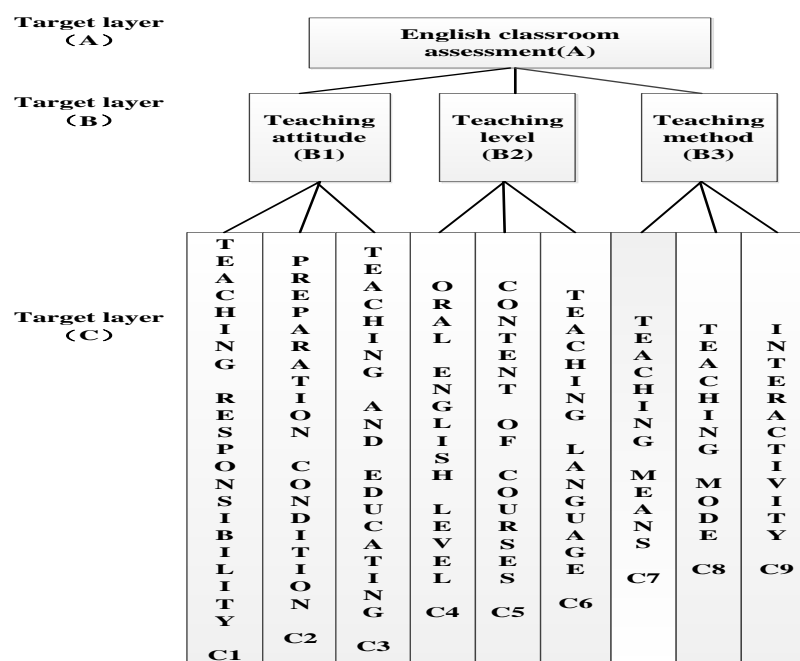 Target layer
（A）
English classroom
assessment(A)
Target layer
（B）
Teaching
attitude
(B1)
Teaching
level
(B2)
Teaching
method
(B3)
Target layer
（C）
TEACHING RESPONSIBILITY C1
PREPARATION CONDITION C2
TEACHING AND EDUCATING C3
ORAL ENGLISH LEVEL C4
CONTENT OF COURSES C5
TEACHING LANGUAGE C6
TEACHING MEANS C7
TEACHING MODE C8
INTERACTIVITY C9